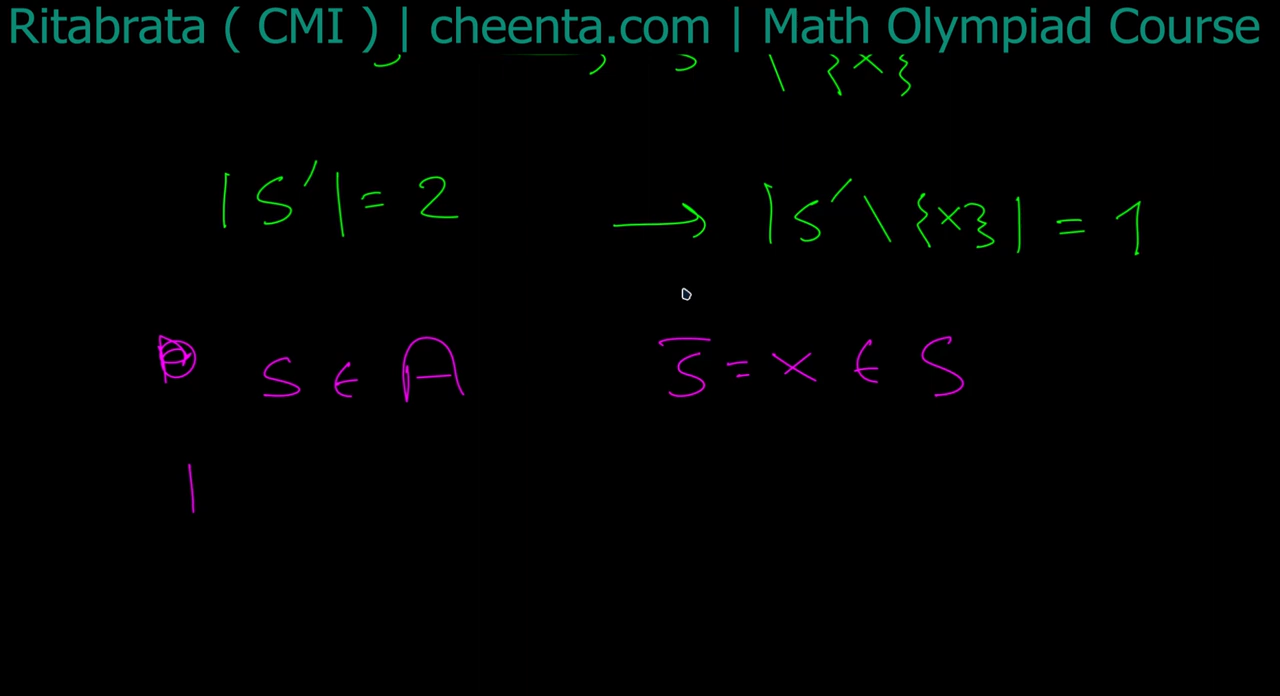 Ritabrata ( CMI ) | cheenta.com | Math Olympiad Course
\ {x}
|S'| = 2 → |S' \ {x}| = 1
S ∈ A S̅ = x ∈ S
|